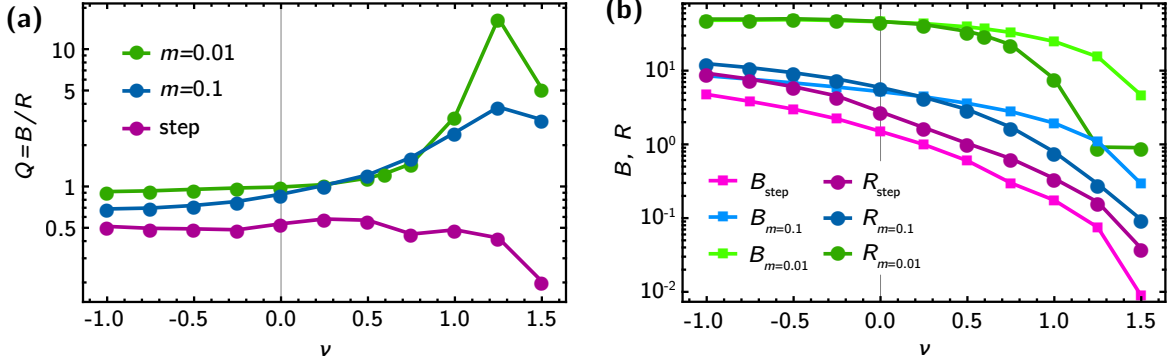 (a)
Q=B/R
10
5
1
0.5
m=0.01
m=0.1
step
-1.0 -0.5 0.0 0.5 1.0 1.5
ν
(b)
B, R
10¹
10⁰
10⁻¹
10⁻²
B_step R_step
B_m=0.1 R_m=0.1
B_m=0.01 R_m=0.01
-1.0 -0.5 0.0 0.5 1.0 1.5
ν